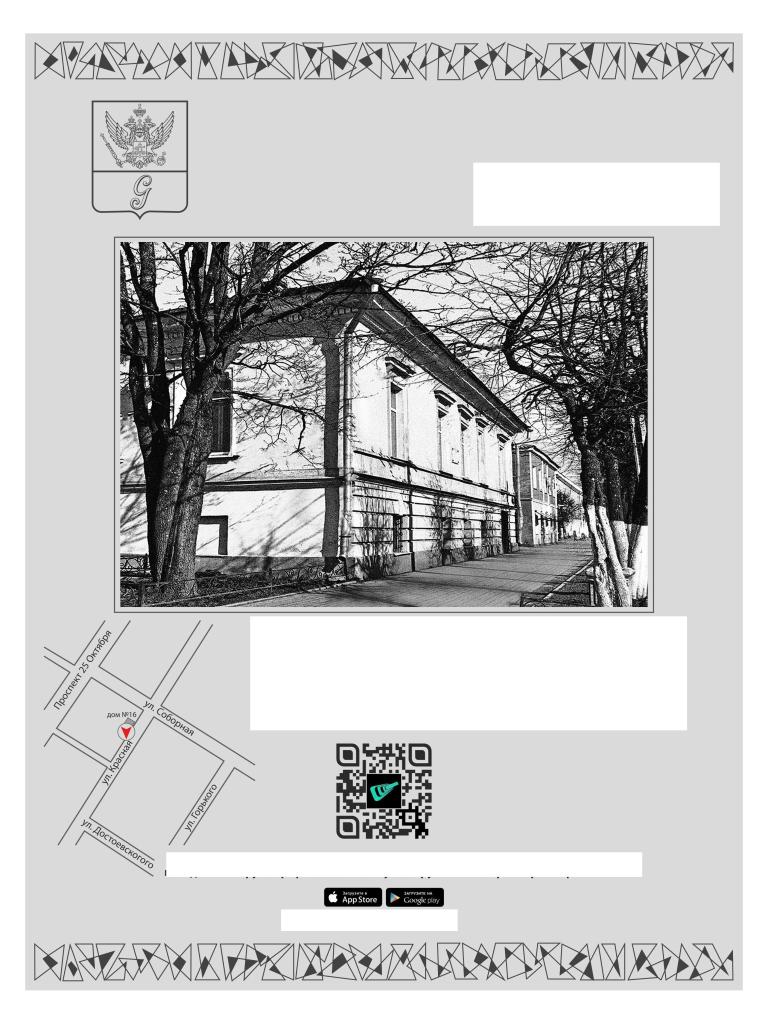 G
Проспект 25 Октября
ул. Соборная
дом №16
ул. Красная
ул. Горького
ул. Достоевского
Загрузите в
App Store
ЗАГРУЗИТЕ НА
Google play